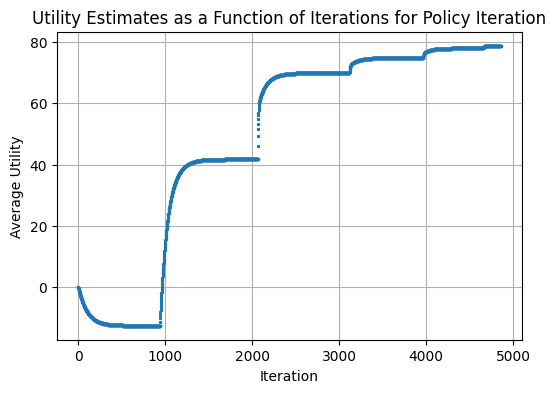 Utility Estimates as a Function of Iterations for Policy Iteration
80
60
40
20
0
Average Utility
0 1000 2000 3000 4000 5000
Iteration